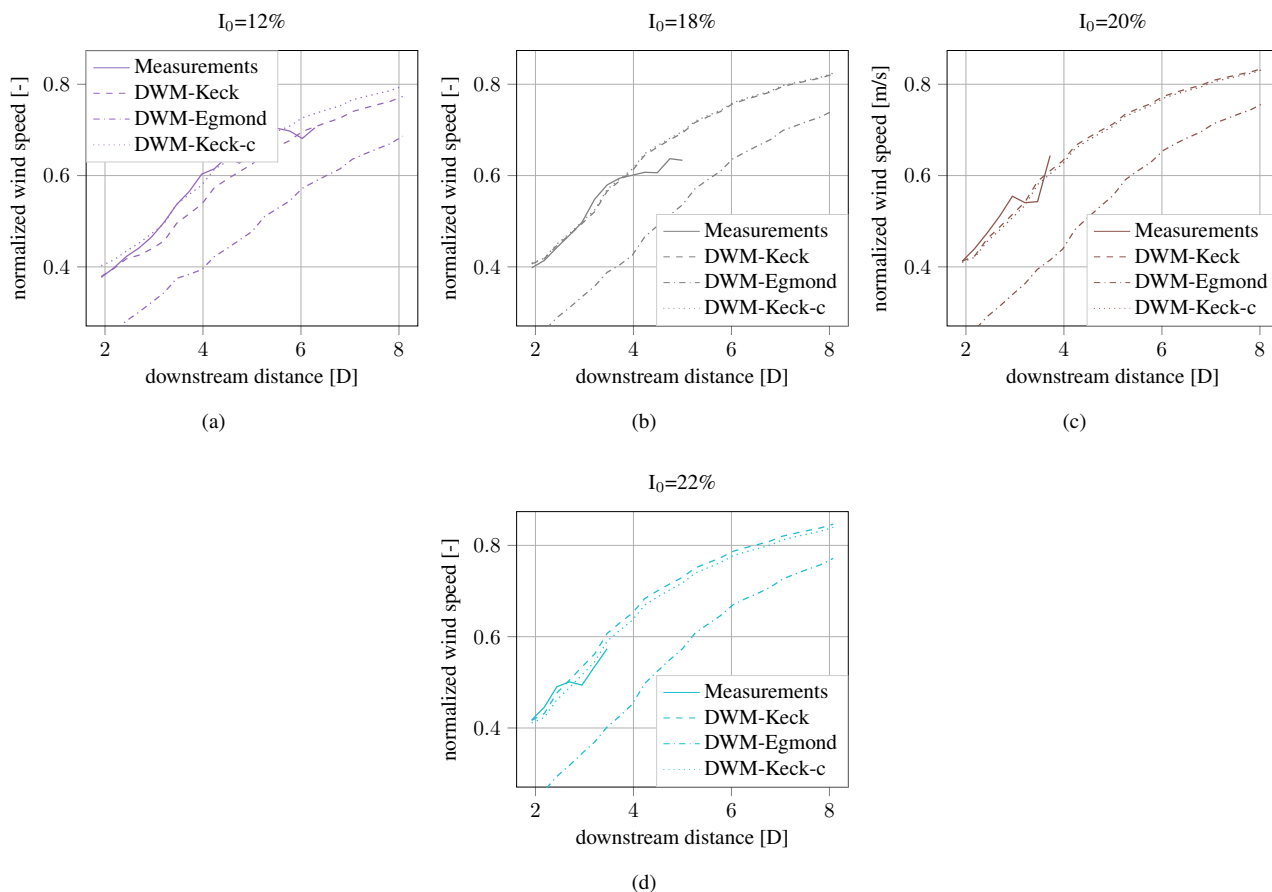 I₀=12%
normalized wind speed [-]
0.8
0.6
0.4
Measurements
DWM-Keck
DWM-Egmond
DWM-Keck-c
2 4 6 8
downstream distance [D]
(a)
I₀=18%
normalized wind speed [-]
0.8
0.6
0.4
Measurements
DWM-Keck
DWM-Egmond
DWM-Keck-c
2 4 6 8
downstream distance [D]
(b)
I₀=20%
normalized wind speed [m/s]
0.8
0.6
0.4
Measurements
DWM-Keck
DWM-Egmond
DWM-Keck-c
2 4 6 8
downstream distance [D]
(c)
I₀=22%
normalized wind speed [-]
0.8
0.6
0.4
Measurements
DWM-Keck
DWM-Egmond
DWM-Keck-c
2 4 6 8
downstream distance [D]
(d)